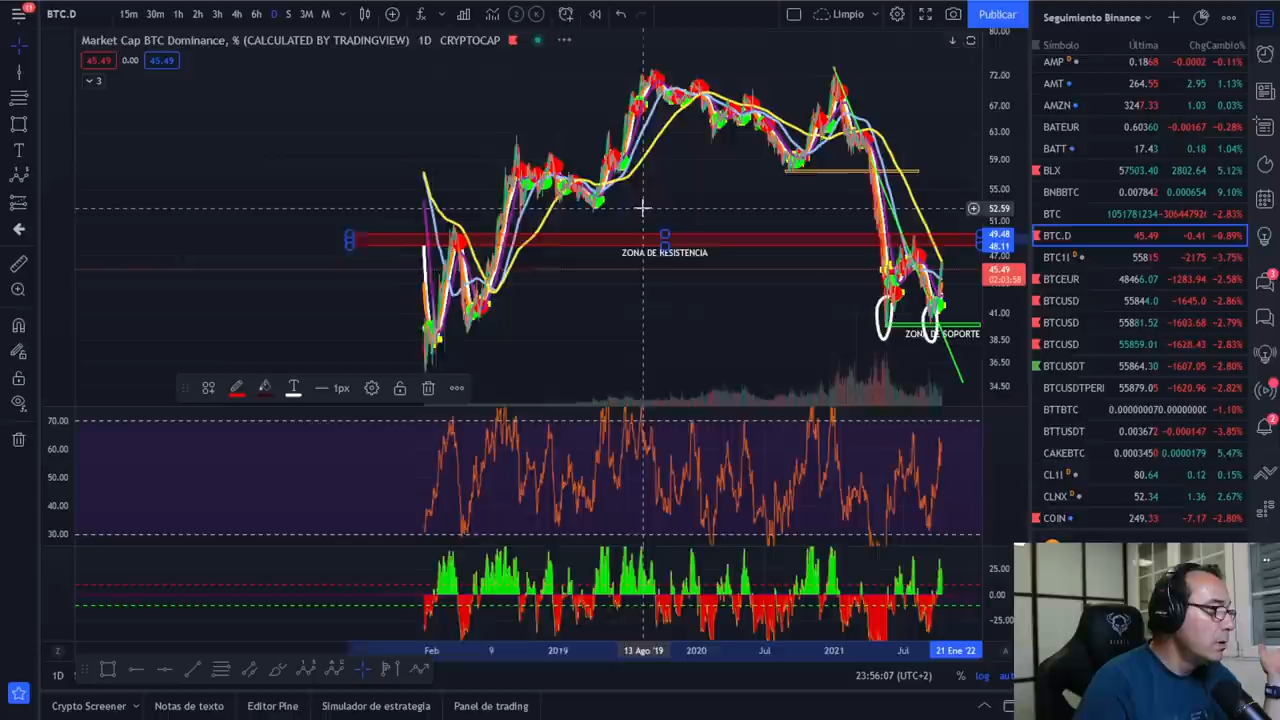 11
BTC.D
15m 30m 1h 2h 3h 4h 6h D S 3M M
2 K
Limpio
Publicar
Seguimiento Binance
Market Cap BTC Dominance, % (CALCULATED BY TRADINGVIEW) 1D CRYPTOCAP
45.49 0.00 45.49
3
Símbolo Última Chg Cambio%
AMP D 0.1868 -0.0002 -0.11%
AMT 264.55 2.95 1.13%
AMZN 3247.33 1.03 0.03%
BATEUR 0.60360 -0.00167 -0.28%
BATT 17.43 0.18 1.04%
BLX 57503.40 2802.64 5.12%
BNBBTC 0.007842 0.000654 9.10%
BTC 1051781234 -30644792 -2.83%
BTC.D 45.49 -0.41 -0.89%
BTC1! D 55815 -2175 -3.75%
BTCEUR 48466.07 -1283.94 -2.58%
BTCUSD 55844.0 -1645.0 -2.86%
BTCUSD 55881.52 -1603.68 -2.79%
BTCUSD 55859.01 -1628.43 -2.83%
BTCUSDT 55864.30 -1607.05 -2.80%
BTCUSDTPERP 55879.05 -1620.96 -2.82%
BTTBTC 0.00000007 0.0000000 -1.10%
BTTUSDT 0.003672 -0.000147 -3.85%
CAKEBTC 0.0003450 0.0000179 5.47%
CL1! D 80.64 0.12 0.15%
CLNX D 52.34 1.36 2.67%
COIN 249.33 -7.17 -2.80%
80.00
72.00
67.00
63.00
59.00
55.00
52.59
51.00
49.48
48.11
47.00
45.49
02:03:58
41.00
38.50
36.50
34.50
ZONA DE RESISTENCIA
ZONA DE SOPORTE
1px
70.00
60.00
50.00
40.00
30.00
25.00
0.00
-25.00
Z Feb 9 2019 13 Ago '19 2020 Jul 2021 Jul 21 Ene '22 A
1D 23:56:07 (UTC+2) % log aut
Crypto Screener Notas de texto Editor Pine Simulador de estrategia Panel de trading
3
2